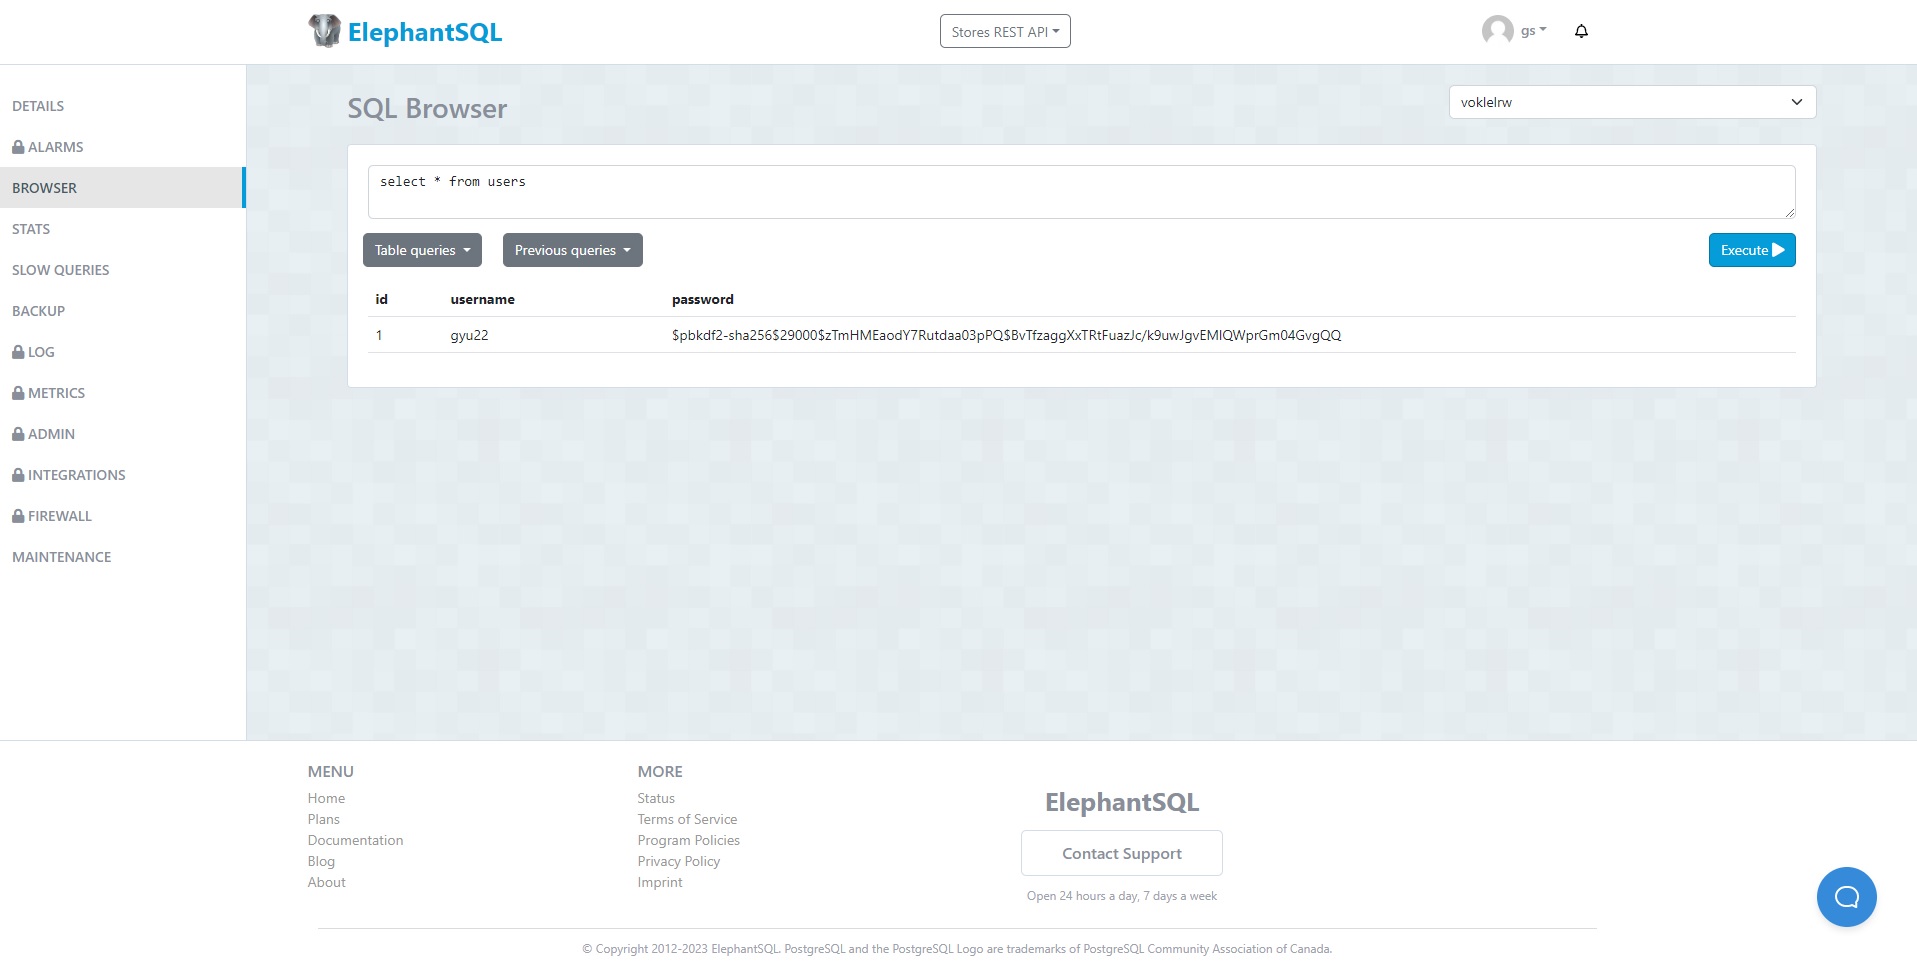 ElephantSQL
Stores REST API
gs
DETAILS
ALARMS
BROWSER
STATS
SLOW QUERIES
BACKUP
LOG
METRICS
ADMIN
INTEGRATIONS
FIREWALL
MAINTENANCE
SQL Browser
voklelrw
select * from users
Table queries
Previous queries
Execute
id username password
1 gyu22 $pbkdf2-sha256$29000$zTmHMEaodY7Rutdaa03pPQ$BvTfzaggXxTRtFuazJc/k9uwJgvEMlQWprGm04GvgQQ
MENU
Home
Plans
Documentation
Blog
About
MORE
Status
Terms of Service
Program Policies
Privacy Policy
Imprint
ElephantSQL
Contact Support
Open 24 hours a day, 7 days a week
© Copyright 2012-2023 ElephantSQL. PostgreSQL and the PostgreSQL Logo are trademarks of PostgreSQL Community Association of Canada.